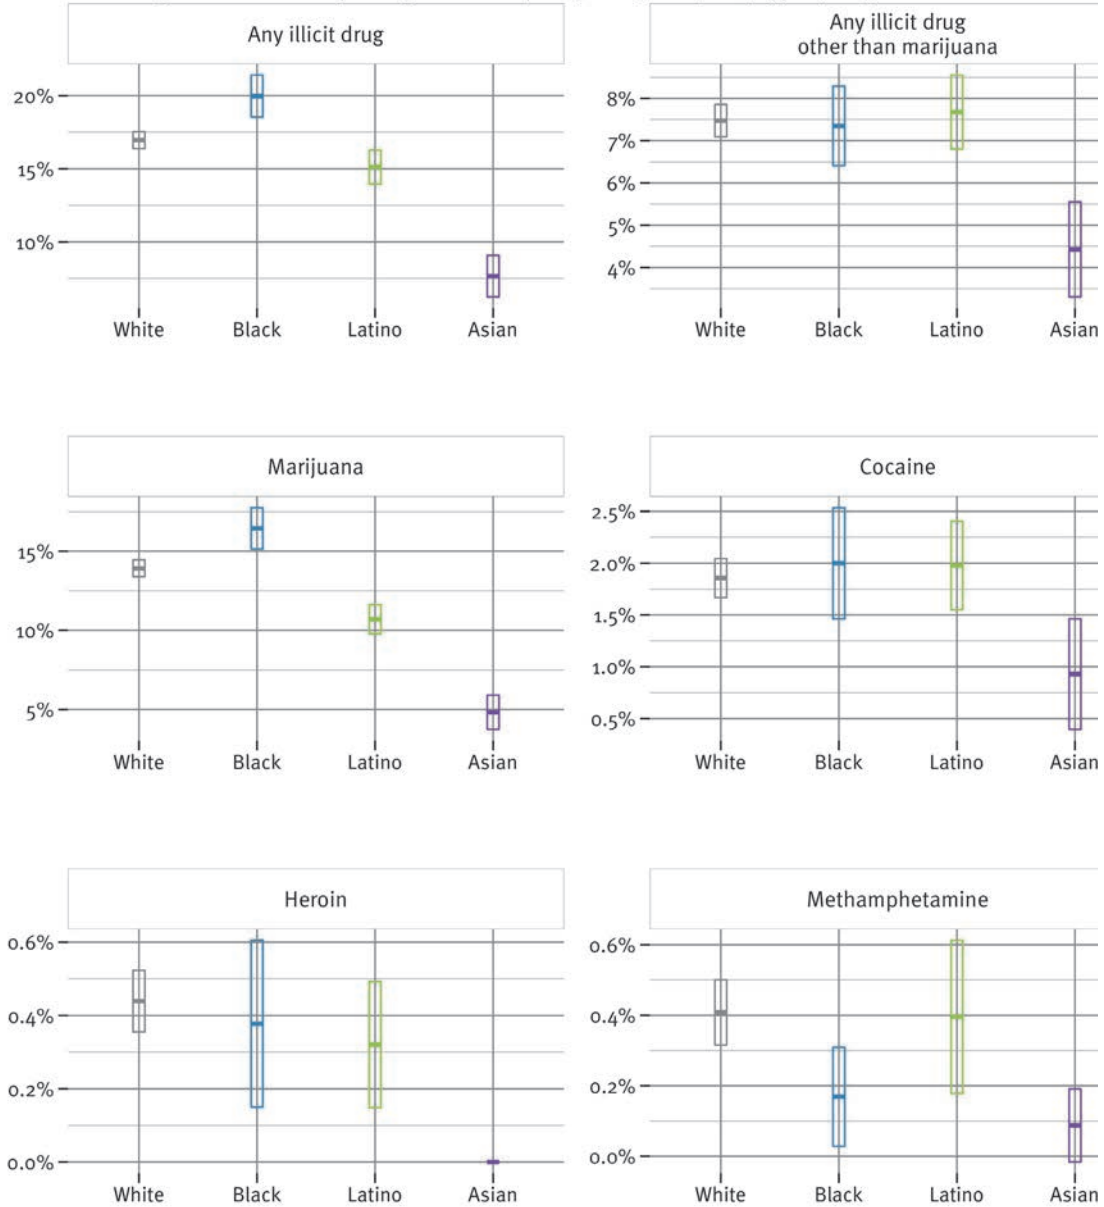 Any illicit drug
20%
15%
10%
White Black Latino Asian
Any illicit drug
other than marijuana
8%
7%
6%
5%
4%
White Black Latino Asian
Marijuana
15%
10%
5%
White Black Latino Asian
Cocaine
2.5%
2.0%
1.5%
1.0%
0.5%
White Black Latino Asian
Heroin
0.6%
0.4%
0.2%
0.0%
White Black Latino Asian
Methamphetamine
0.6%
0.4%
0.2%
0.0%
White Black Latino Asian